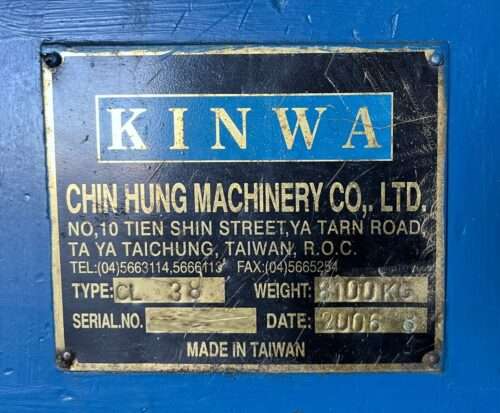 KINWA
CHIN HUNG MACHINERY CO,. LTD.
NO,10 TIEN SHIN STREET,YA TARN ROAD,
TA YA TAICHUNG, TAIWAN, R.O.C.
TEL:(04)5663114,5666113 FAX:(04)5665254
TYPE: CL 38 WEIGHT: KG
SERIAL.NO. DATE: 2006 8
MADE IN TAIWAN